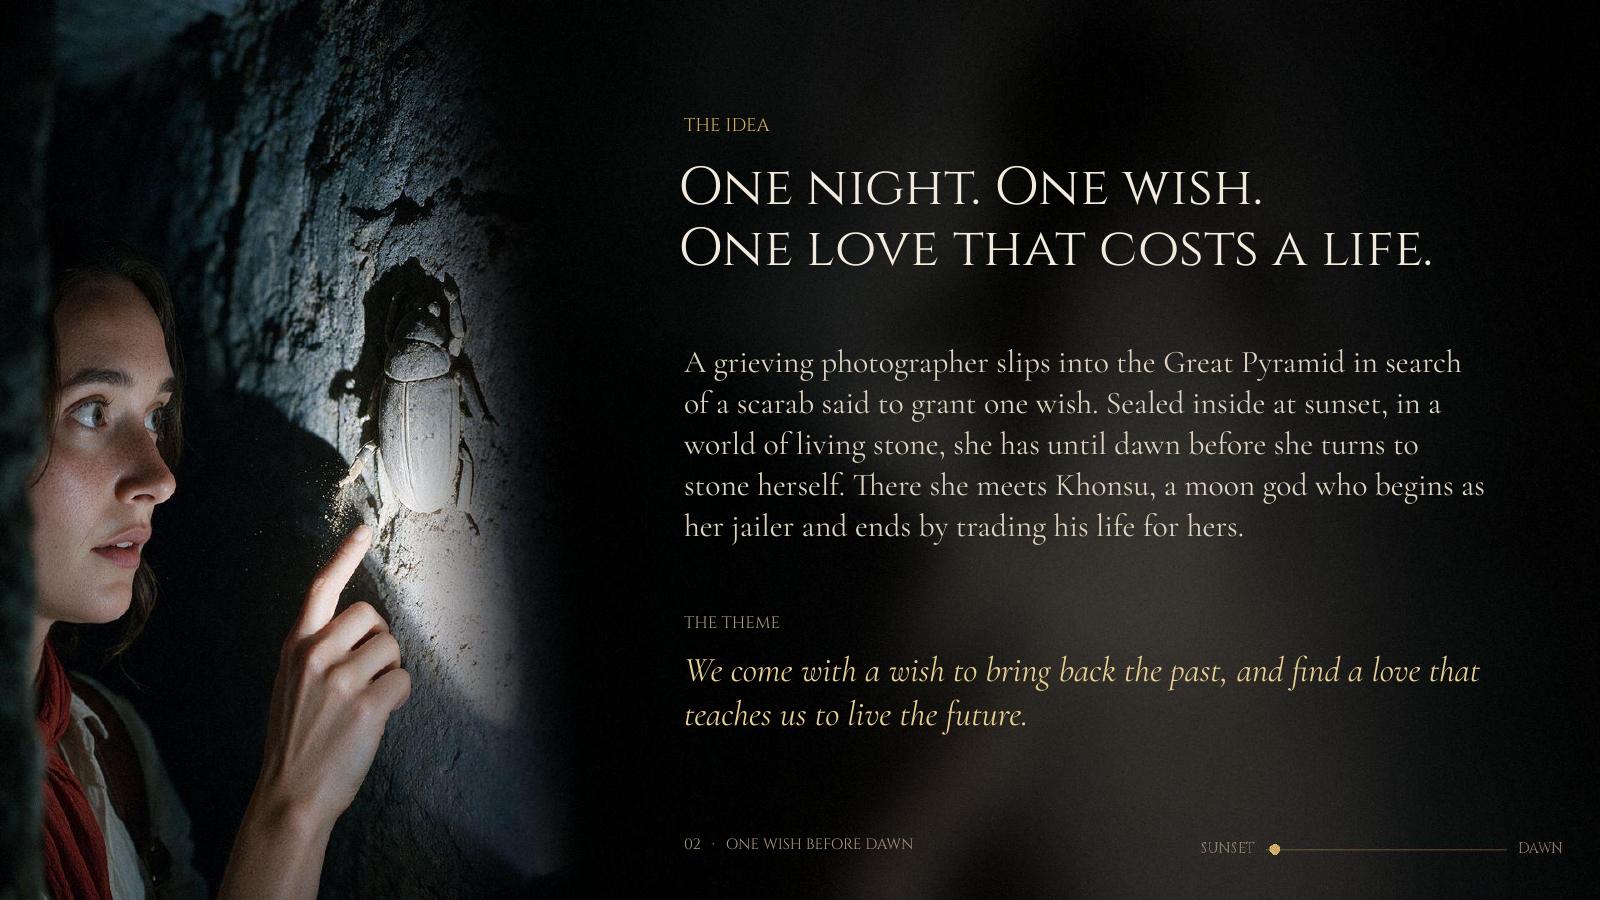 THE IDEA
ONE NIGHT. ONE WISH.
ONE LOVE THAT COSTS A LIFE.
A grieving photographer slips into the Great Pyramid in search
of a scarab said to grant one wish. Sealed inside at sunset, in a
world of living stone, she has until dawn before she turns to
stone herself. There she meets Khonsu, a moon god who begins as
her jailer and ends by trading his life for hers.
THE THEME
We come with a wish to bring back the past, and find a love that
teaches us to live the future.
02 · ONE WISH BEFORE DAWN
SUNSET DAWN